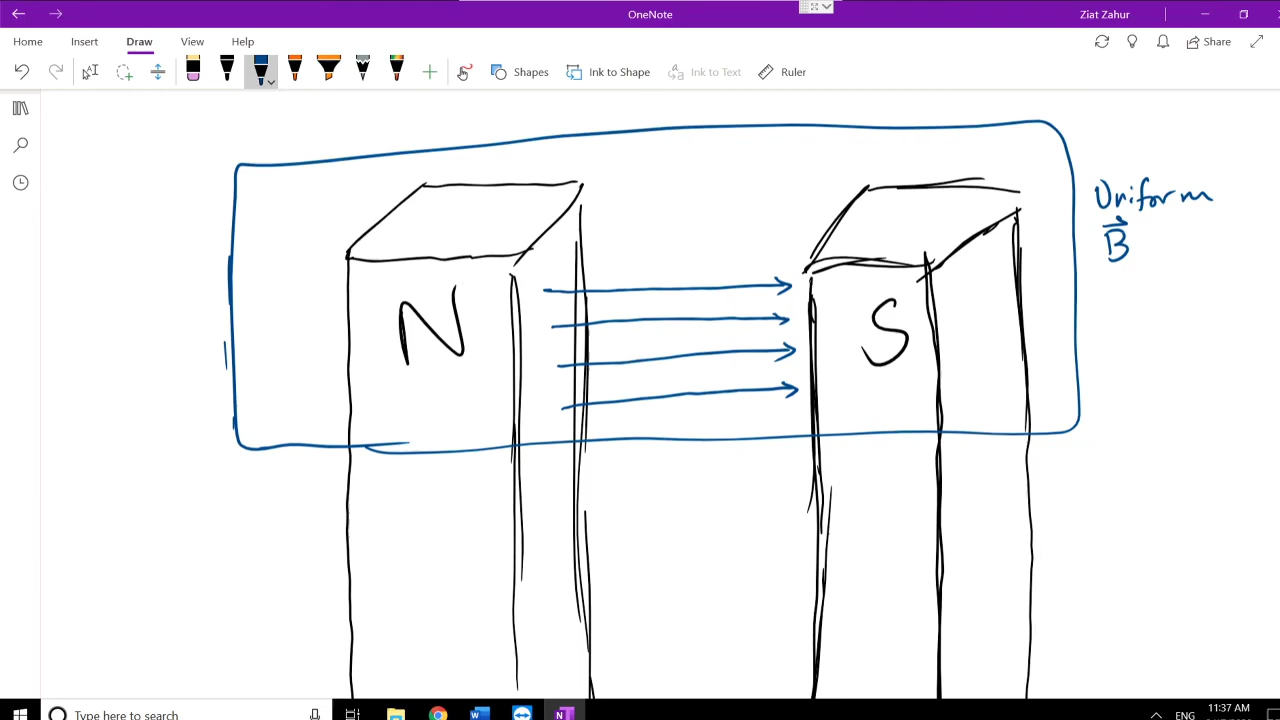 OneNote
Ziat Zahur
Home Insert Draw View Help
Share
Shapes Ink to Shape Ink to Text Ruler
Uniform
B
N S
Type here to search
ENG
11:37 AM